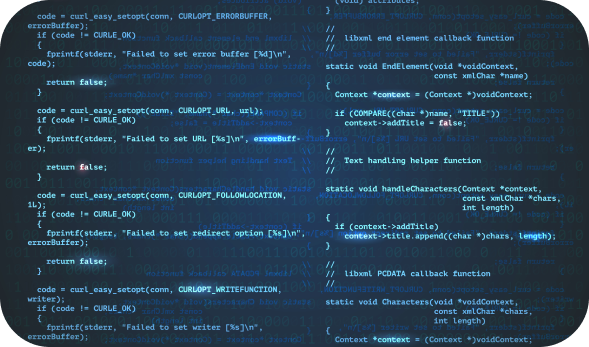 code = curl_easy_setopt(conn, CURLOPT_ERRORBUFFER,
errorBuffer);
if (code != CURLE_OK)
{
fprintf(stderr, "Failed to set error buffer [%d]\n",
code);
return false;
}
code = curl_easy_setopt(conn, CURLOPT_URL, url);
if (code != CURLE_OK)
{
fprintf(stderr, "Failed to set URL [%s]\n", errorBuff-
er);
return false;
}
code = curl_easy_setopt(conn, CURLOPT_FOLLOWLOCATION,
1L);
if (code != CURLE_OK)
{
fprintf(stderr, "Failed to set redirect option [%s]\n",
errorBuffer);
return false;
}
code = curl_easy_setopt(conn, CURLOPT_WRITEFUNCTION,
writer);
if (code != CURLE_OK)
{
fprintf(stderr, "Failed to set writer [%s]\n",
errorBuffer);
(void) attributes;
}
//
// libxml end element callback function
//
static void EndElement(void *voidContext,
const xmlChar *name)
{
Context *context = (Context *)voidContext;
if (COMPARE((char *)name, "TITLE"))
context->addTitle = false;
}
//
// Text handling helper function
//
static void handleCharacters(Context *context,
const xmlChar *chars,
int length)
{
if (context->addTitle)
context->title.append((char *)chars, length);
}
//
// libxml PCDATA callback function
//
static void Characters(void *voidContext,
const xmlChar *chars,
int length)
{
Context *context = (Context *)voidContext;